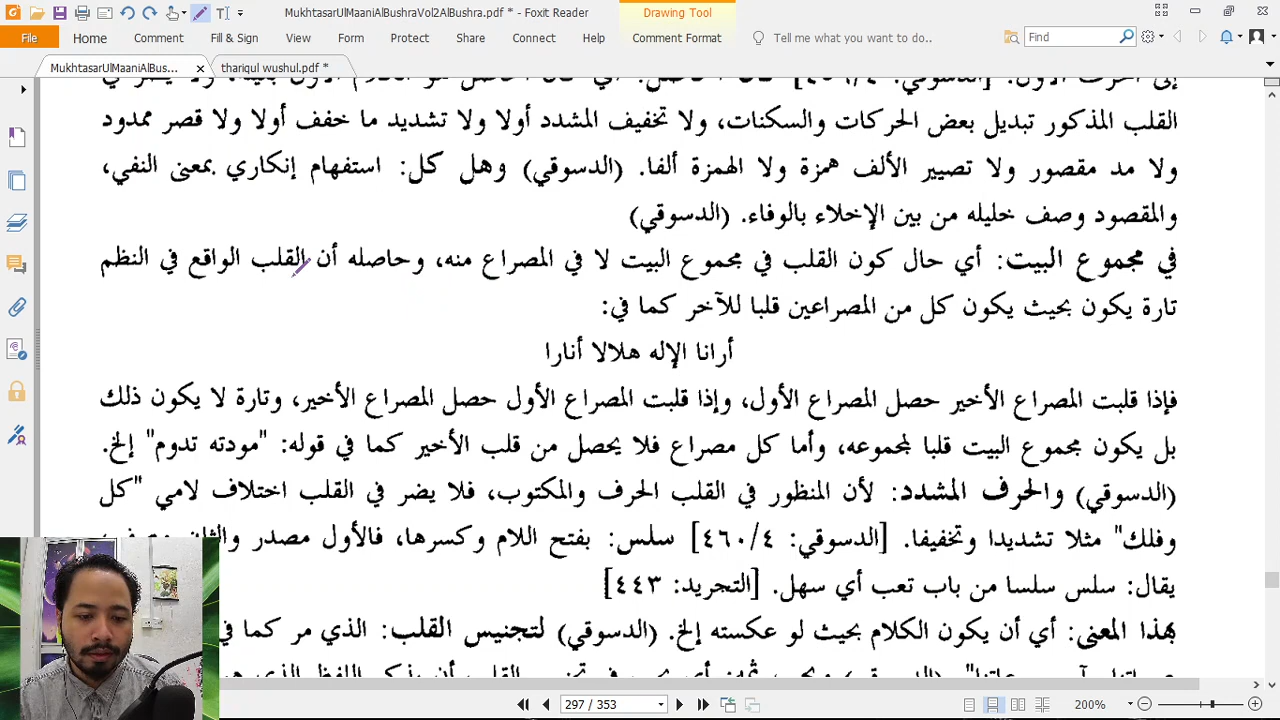 MukhtasarUlMaaniAlBushraVol2AlBushra.pdf * - Foxit Reader
Drawing Tool
File
Home
Comment
Fill & Sign
View
Form
Protect
Share
Connect
Help
Comment Format
Tell me what you want to do..
Find
MukhtasarUlMaaniAlBus...
thariqul wushul.pdf *
القلب المذكور تبديل بعض الحركات والسكنات، ولا تخفيف المشدد أولا ولا تشديد ما خفف أولا ولا قصر ممدود
ولا مد مقصور ولا تصيير الألف همزة ولا الهمزة ألفا. (الدسوقي) وهل كل: استفهام إنكاري بمعنى النفي،
والمقصود وصف خليله من بين الإخلاء بالوفاء. (الدسوقي)
في مجموع البيت: أي حال كون القلب في مجموع البيت لا في المصراع منه، وحاصله أن القلب الواقع في النظم
تارة يكون بحيث يكون كل من المصراعين قلبا للآخر كما في:
أرانا الإله هلالا أنارا
فإذا قلبت المصراع الأخير حصل المصراع الأول، وإذا قلبت المصراع الأول حصل المصراع الأخير، وتارة لا يكون ذلك
بل يكون مجموع البيت قلبا لمجموعه، وأما كل مصراع فلا يحصل من قلب الأخير كما في قوله: "مودته تدوم" إلخ.
(الدسوقي) والحرف المشدد: لأن المنظور في القلب الحرف والمكتوب، فلا يضر في القلب اختلاف لامي "كل
وفلك" مثلا تشديدا وتخفيفا. [الدسوقي: ٤/٤٦٠] سلس: بفتح اللام وكسرها، فالأول مصدر
يقال: سلس سلسا من باب تعب أي سهل. [التجريد: ٤٤٣]
بهذا المعنى: أي أن يكون الكلام بحيث لو عكسته إلخ. (الدسوقي) لتجنيس القلب: الذي مر كما في
297 / 353
200%